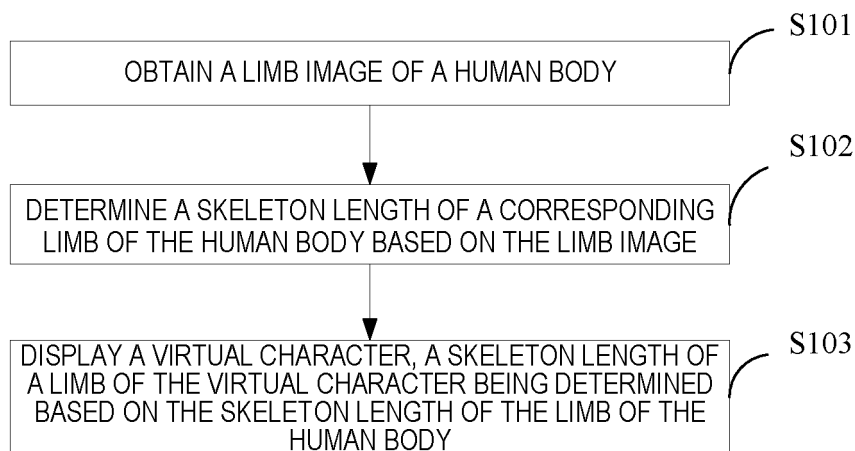 S101
OBTAIN A LIMB IMAGE OF A HUMAN BODY
S102
DETERMINE A SKELETON LENGTH OF A CORRESPONDING
LIMB OF THE HUMAN BODY BASED ON THE LIMB IMAGE
S103
DISPLAY A VIRTUAL CHARACTER, A SKELETON LENGTH OF
A LIMB OF THE VIRTUAL CHARACTER BEING DETERMINED
BASED ON THE SKELETON LENGTH OF THE LIMB OF THE
HUMAN BODY